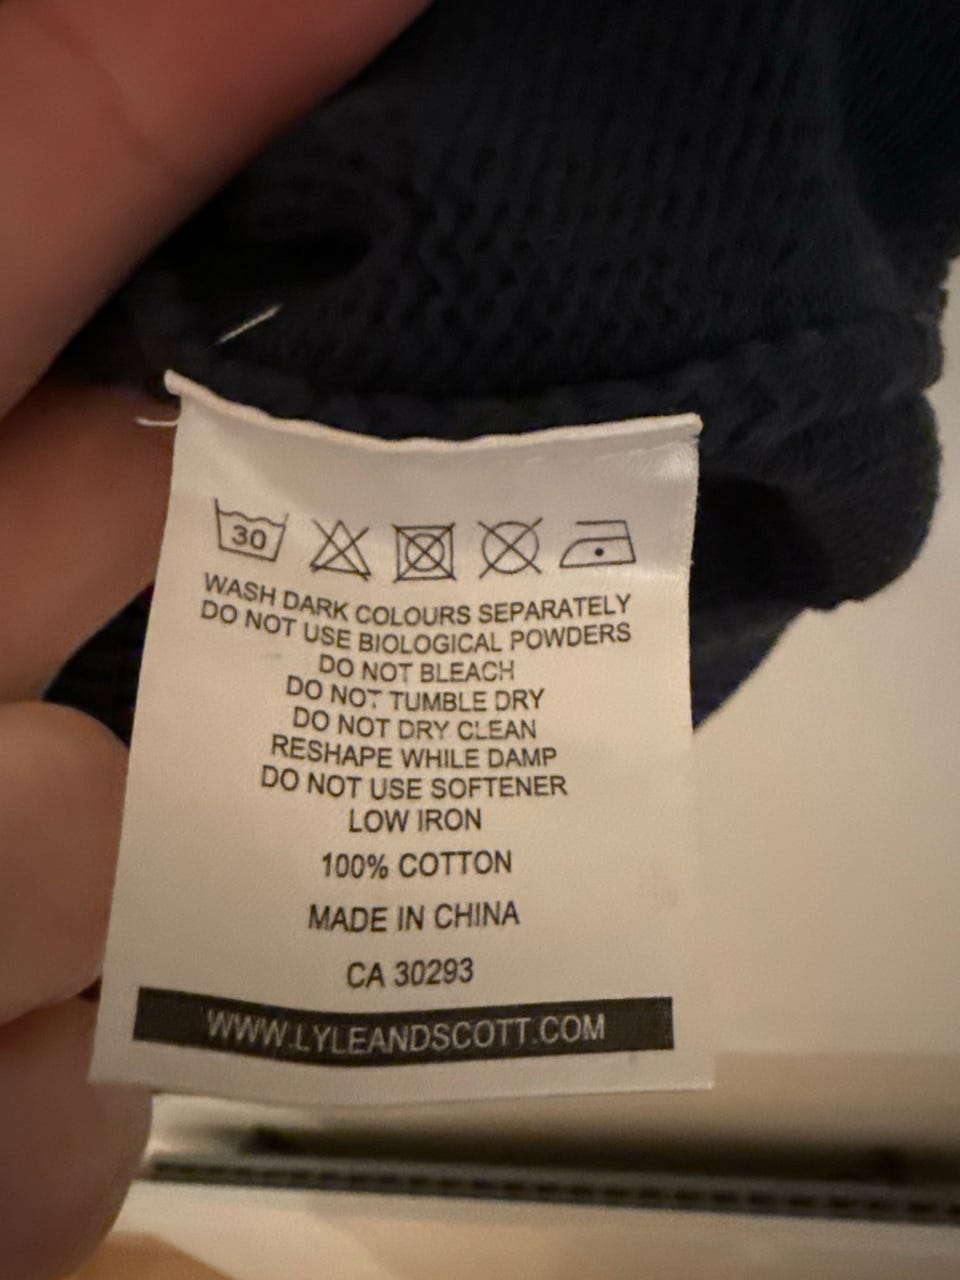 30
WASH DARK COLOURS SEPARATELY
DO NOT USE BIOLOGICAL POWDERS
DO NOT BLEACH
DO NOT TUMBLE DRY
DO NOT DRY CLEAN
RESHAPE WHILE DAMP
DO NOT USE SOFTENER
LOW IRON
100% COTTON
MADE IN CHINA
CA 30293
WWW.LYLEANDSCOTT.COM